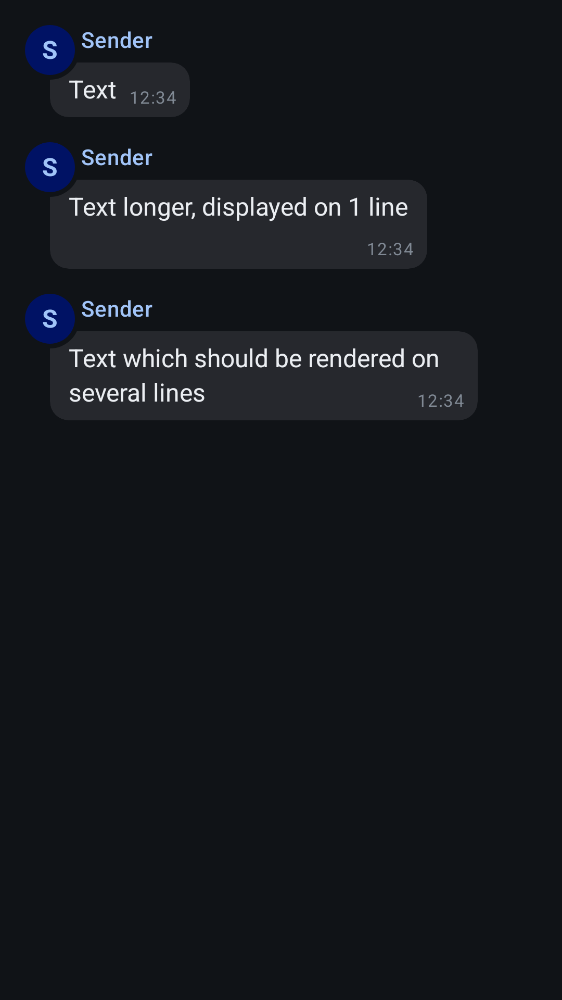 S Sender
Text 12:34
S Sender
Text longer, displayed on 1 line
12:34
S Sender
Text which should be rendered on
several lines 12:34